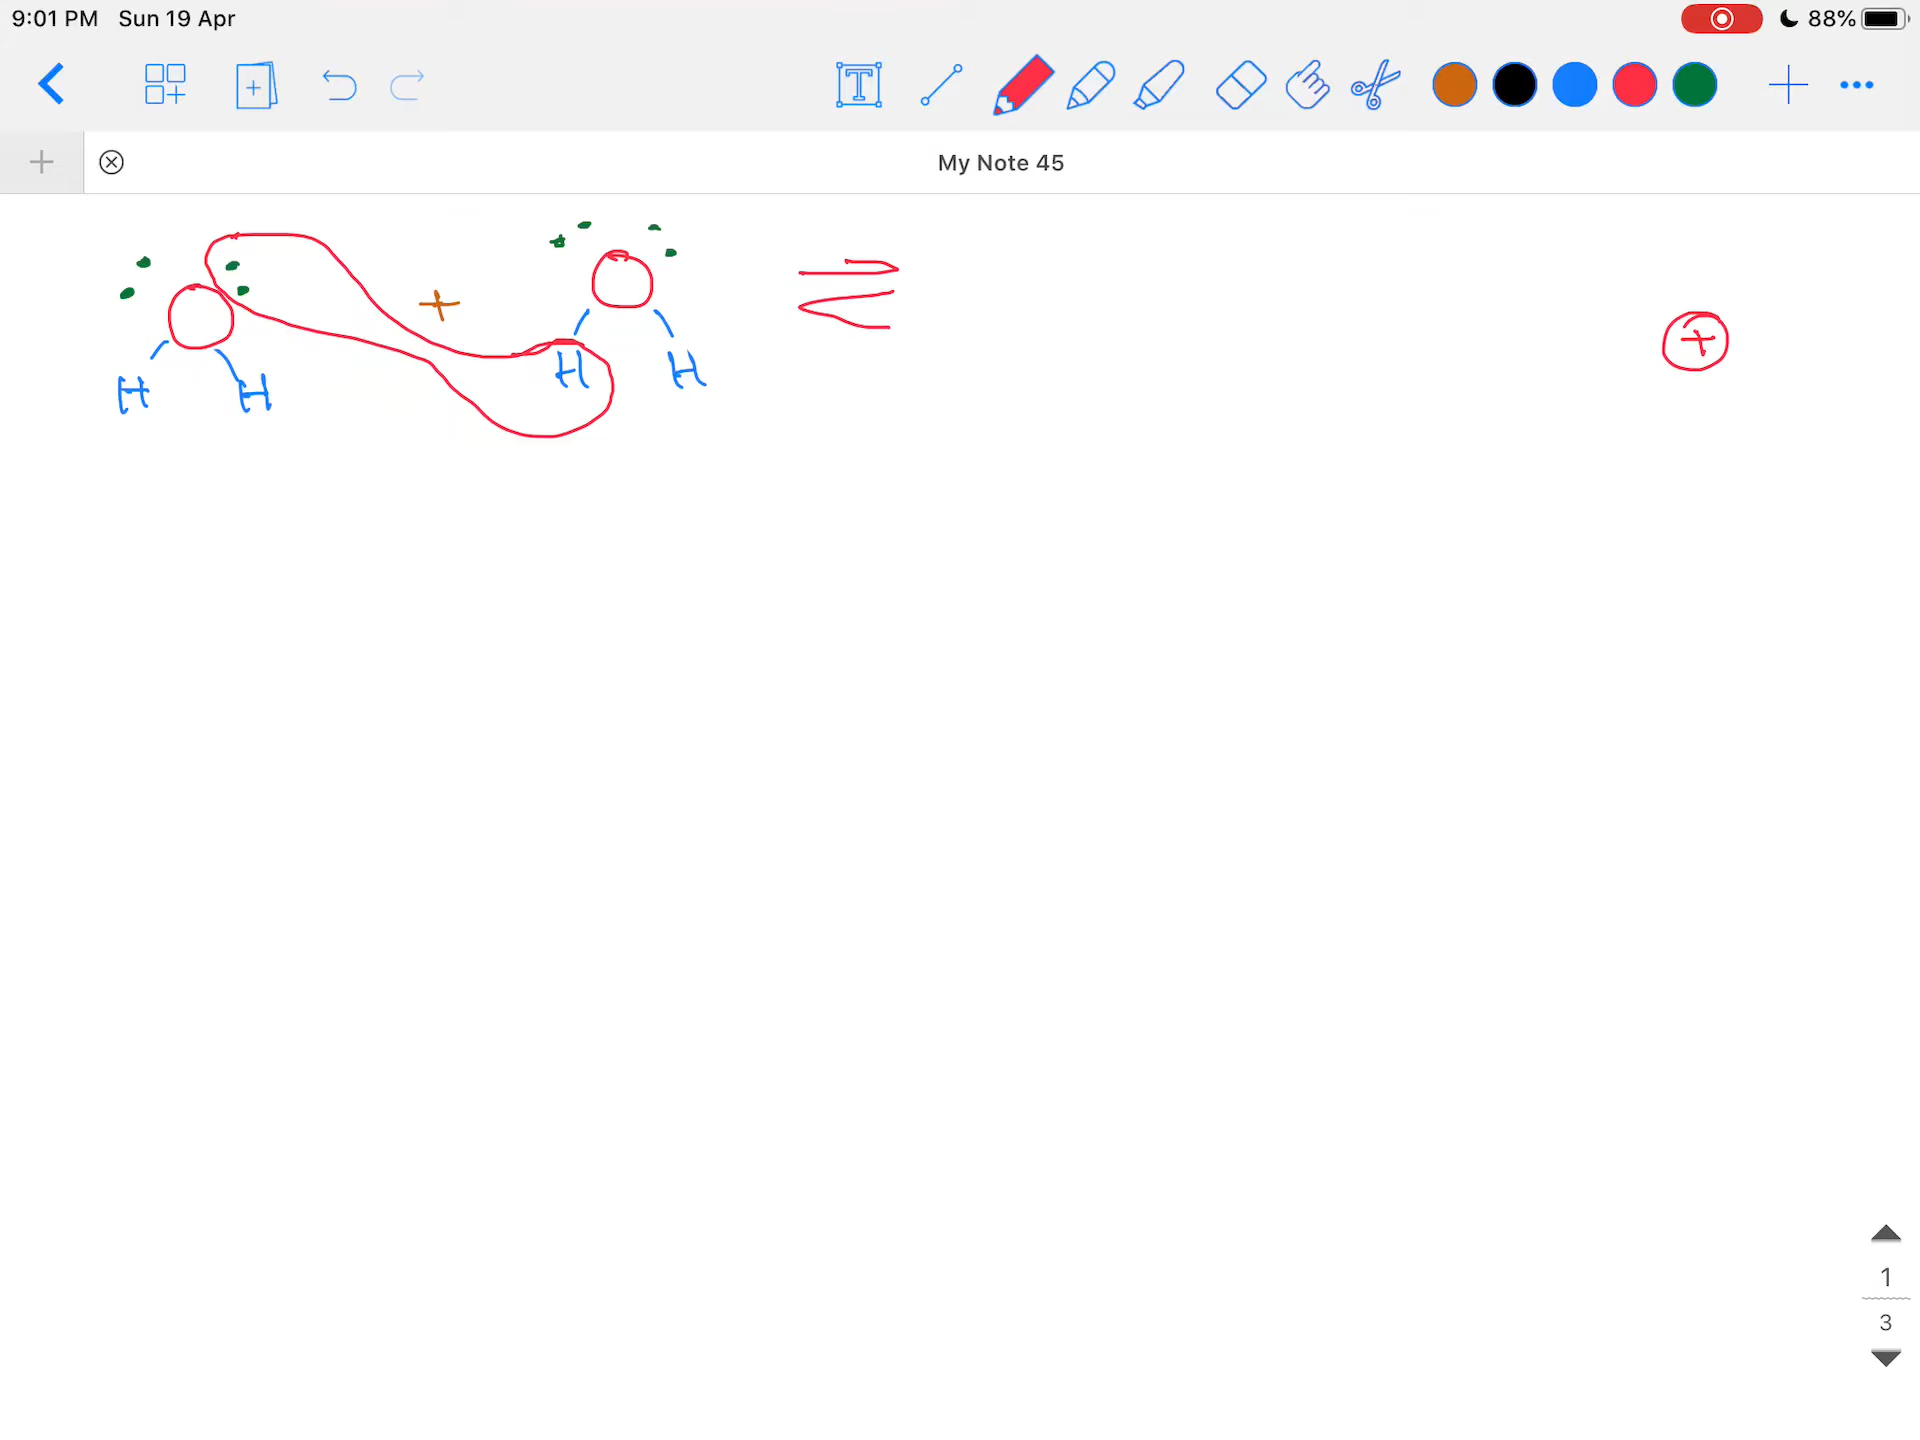 9:01 PM Sun 19 Apr 88%
T
My Note 45
O + O ⇌ +
H H H H
1
3